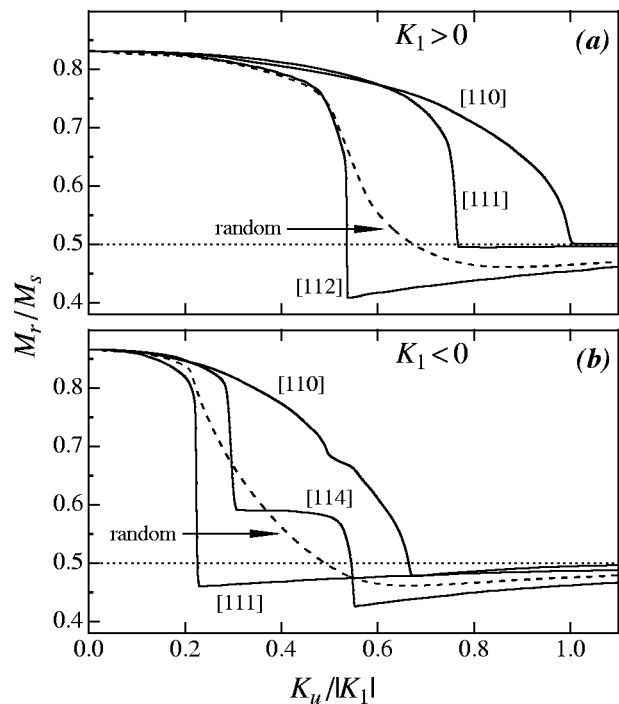 K₁ > 0
(a)
0.8
[110]
0.7
0.6
[111]
random
0.5
[112]
0.4
Mᵣ/Mₛ
K₁ < 0
(b)
0.8
[110]
0.7
0.6
[114]
random
0.5
[111]
0.4
0.0 0.2 0.4 0.6 0.8 1.0
Kᵤ/|K₁|